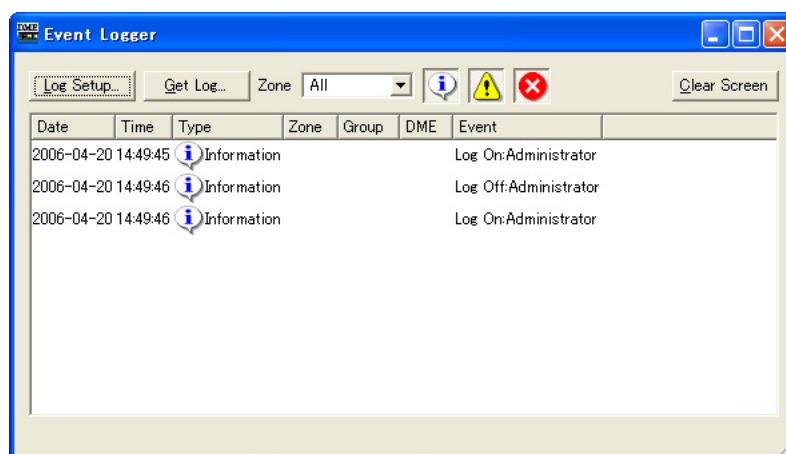 DME Event Logger
Log Setup... Get Log... Zone All Clear Screen
Date Time Type Zone Group DME Event
2006-04-20 14:49:45 Information Log On:Administrator
2006-04-20 14:49:46 Information Log Off:Administrator
2006-04-20 14:49:46 Information Log On:Administrator